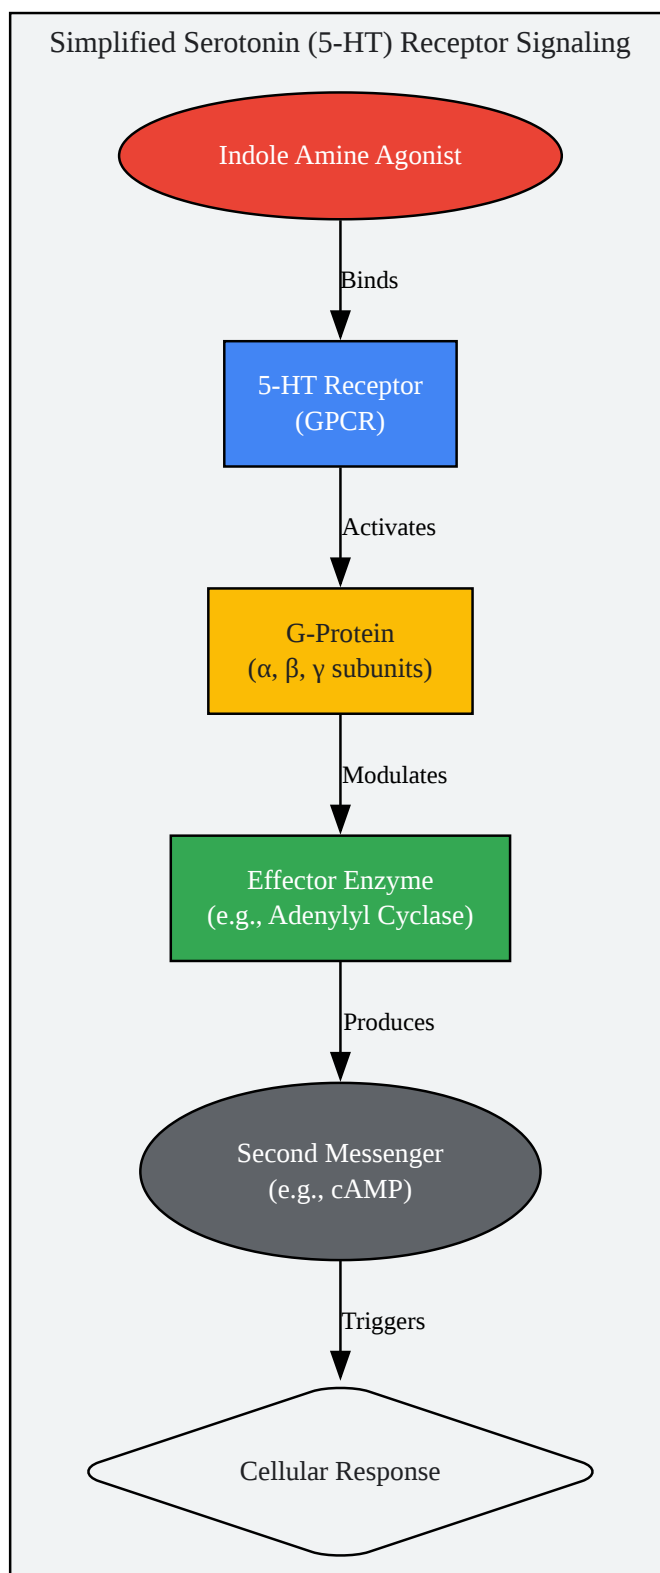 Simplified Serotonin (5-HT) Receptor Signaling
Indole Amine Agonist
Binds
5-HT Receptor
(GPCR)
Activates
G-Protein
(α, β, γ subunits)
Modulates
Effector Enzyme
(e.g., Adenylyl Cyclase)
Produces
Second Messenger
(e.g., cAMP)
Triggers
Cellular Response